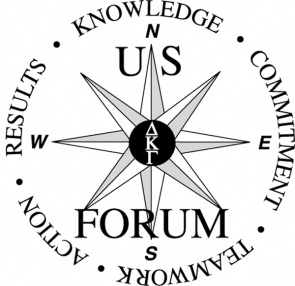 KNOWLEDGE • COMMITMENT • TEAMWORK • ACTION • RESULTS •
N
US
W
ΔΚΓ
E
FORUM
S